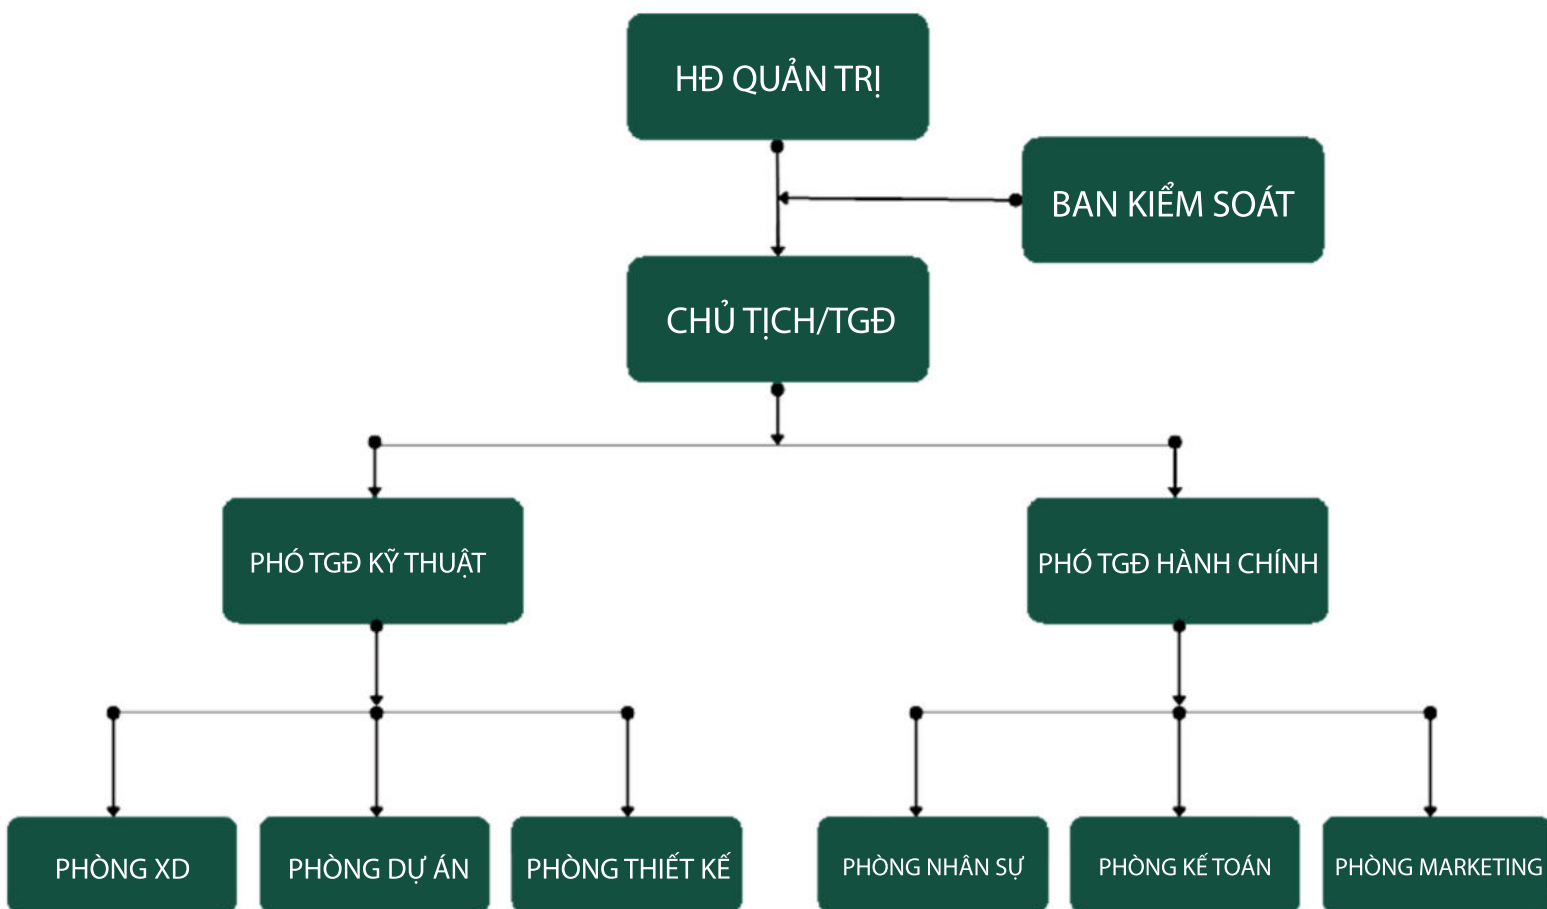 HĐ QUẢN TRỊ
BAN KIỂM SOÁT
CHỦ TỊCH/TGĐ
PHÓ TGĐ KỸ THUẬT
PHÓ TGĐ HÀNH CHÍNH
PHÒNG XD
PHÒNG DỰ ÁN
PHÒNG THIẾT KẾ
PHÒNG NHÂN SỰ
PHÒNG KẾ TOÁN
PHÒNG MARKETING